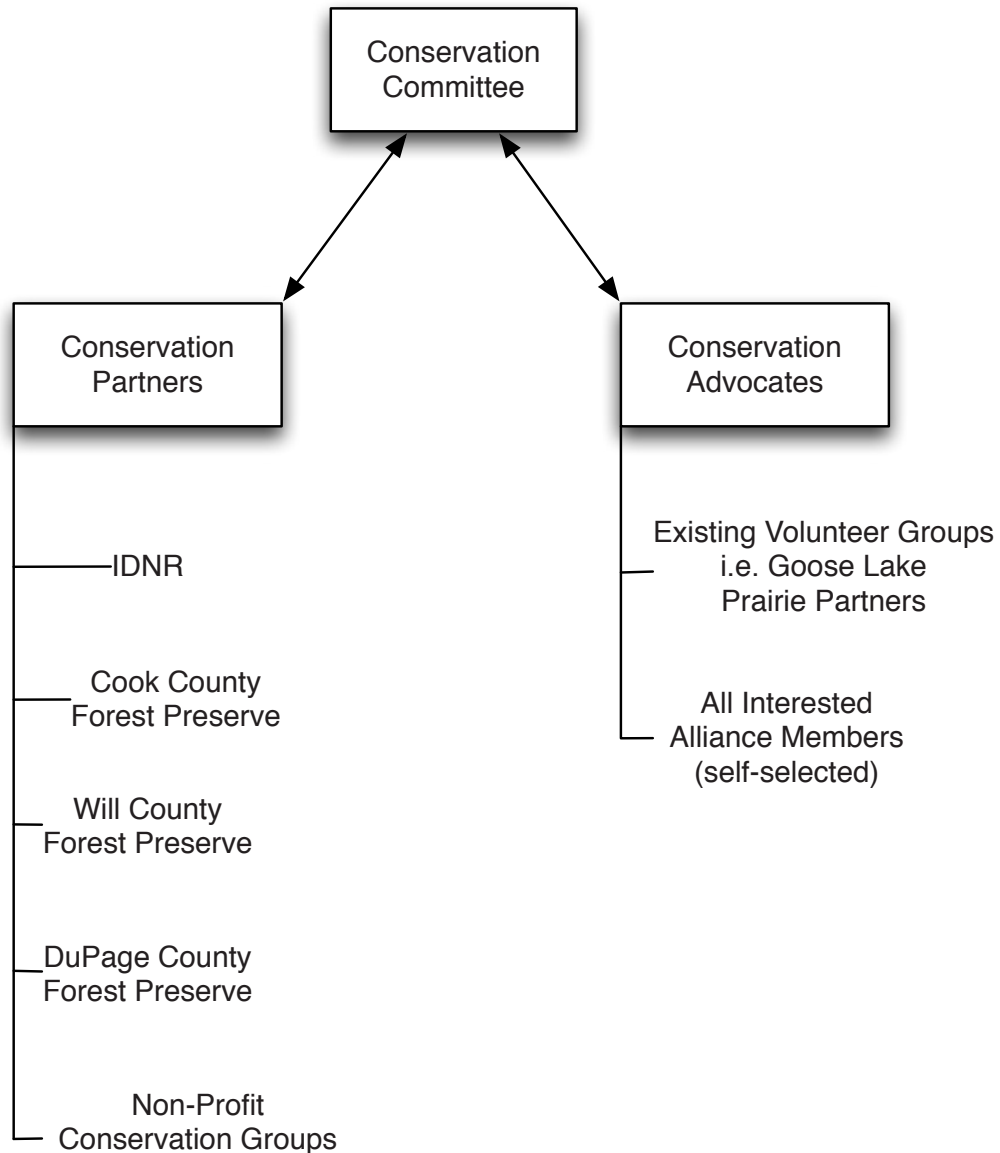 Conservation
Committee
Conservation
Partners
IDNR
Cook County
Forest Preserve
Will County
Forest Preserve
DuPage County
Forest Preserve
Non-Profit
Conservation Groups
Conservation
Advocates
Existing Volunteer Groups
i.e. Goose Lake
Prairie Partners
All Interested
Alliance Members
(self-selected)